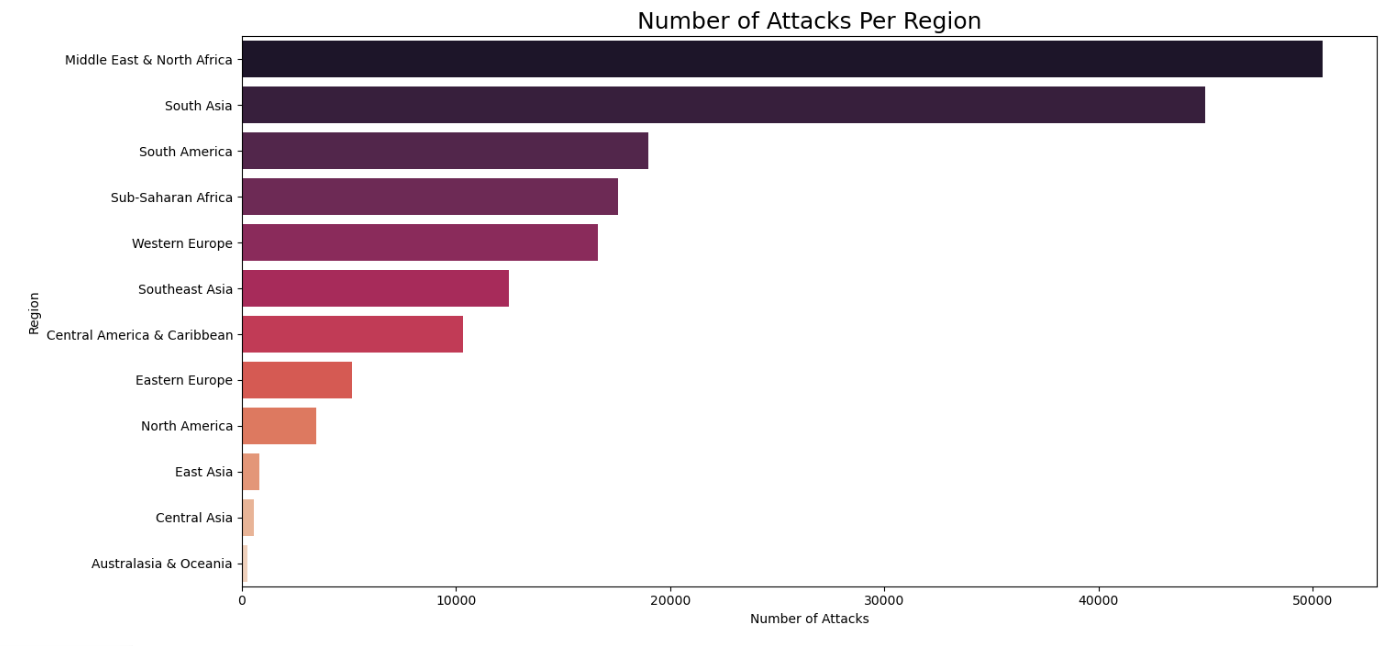 Number of Attacks Per Region
Region
Middle East & North Africa
South Asia
South America
Sub-Saharan Africa
Western Europe
Southeast Asia
Central America & Caribbean
Eastern Europe
North America
East Asia
Central Asia
Australasia & Oceania
0 10000 20000 30000 40000 50000
Number of Attacks